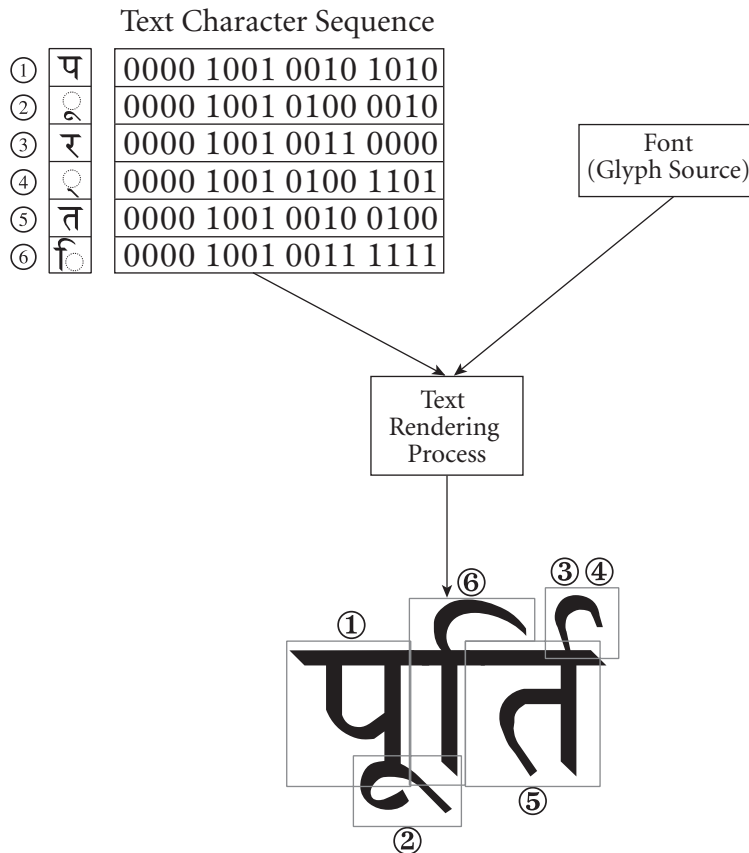 Text Character Sequence
① प 0000 1001 0010 1010
② ू 0000 1001 0100 0010
③ र 0000 1001 0011 0000
④ ् 0000 1001 0100 1101
⑤ त 0000 1001 0010 0100
⑥ ि 0000 1001 0011 1111
Font
(Glyph Source)
Text
Rendering
Process
③ ④
⑥
①
पूर्ति
⑤
②